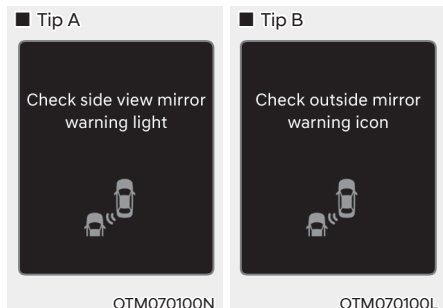 ■ Tip A
Check side view mirror
warning light
OTM070100N
■ Tip B
Check outside mirror
warning icon
OTM070100L